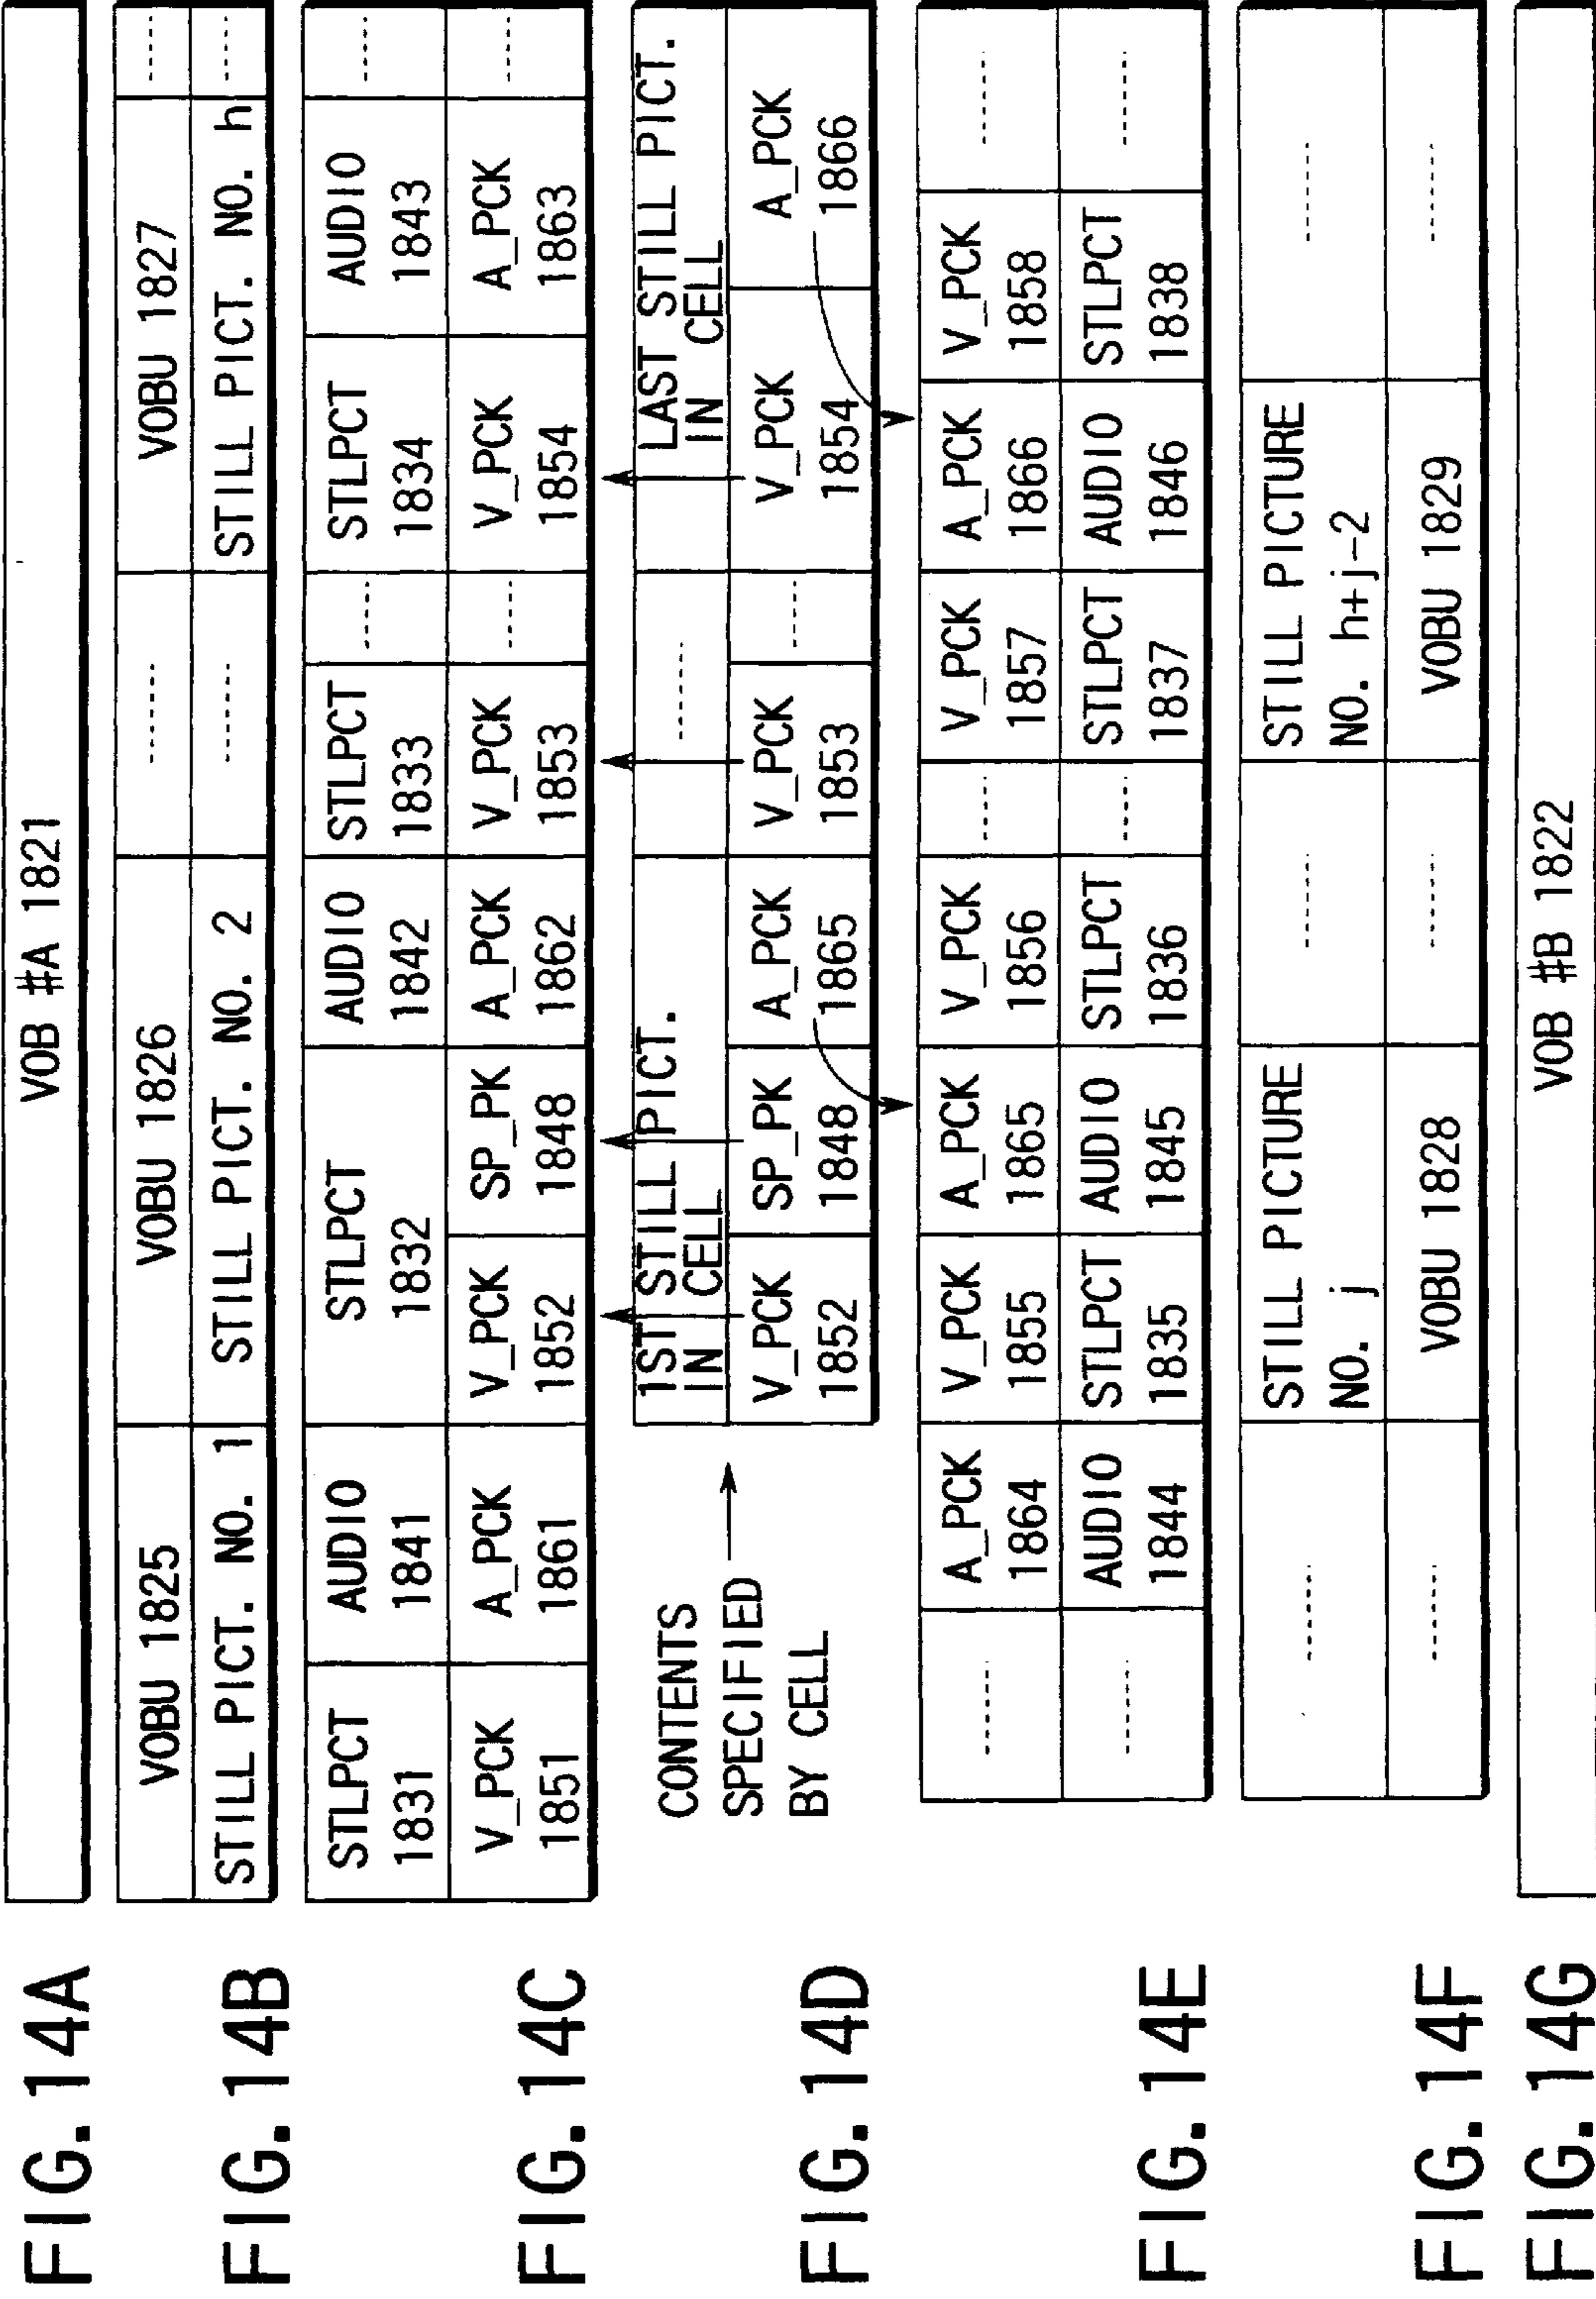 FIG. 14A
VOB #A 1821
FIG. 14B
VOBU 1825
VOBU 1826
------
VOBU 1827
-----
STILL PICT. NO. 1
STILL PICT. NO. 2
------
STILL PICT. NO. h
-----
FIG. 14C
STLPCT
1831
AUDIO
1841
STLPCT
1832
AUDIO
1842
STLPCT
1833
-----
STLPCT
1834
AUDIO
1843
-----
V_PCK
1851
A_PCK
1861
V_PCK
1852
SP_PK
1848
A_PCK
1862
V_PCK
1853
-----
V_PCK
1854
A_PCK
1863
-----
FIG. 14D
CONTENTS
SPECIFIED
BY CELL
1ST STILL PICT.
IN CELL
------
LAST STILL PICT.
IN CELL
V_PCK
1852
SP_PK
1848
A_PCK
1865
V_PCK
1853
-----
V_PCK
1854
A_PCK
1866
FIG. 14E
------
A_PCK
1864
V_PCK
1855
A_PCK
1865
V_PCK
1856
-----
V_PCK
1857
A_PCK
1866
V_PCK
1858
------
------
AUDIO
1844
STLPCT
1835
AUDIO
1845
STLPCT
1836
-----
STLPCT
1837
AUDIO
1846
STLPCT
1838
------
FIG. 14F
------
STILL PICTURE
NO. j
------
STILL PICTURE
NO. h+j-2
------
------
VOBU 1828
------
VOBU 1829
------
FIG. 14G
VOB #B 1822